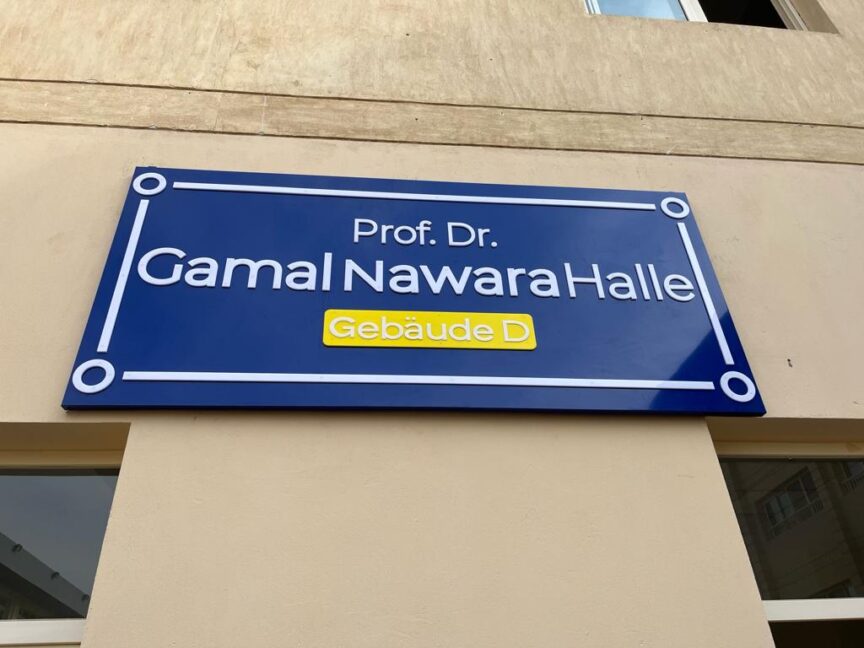 Prof. Dr.
Gamal Nawara Halle
Gebäude D